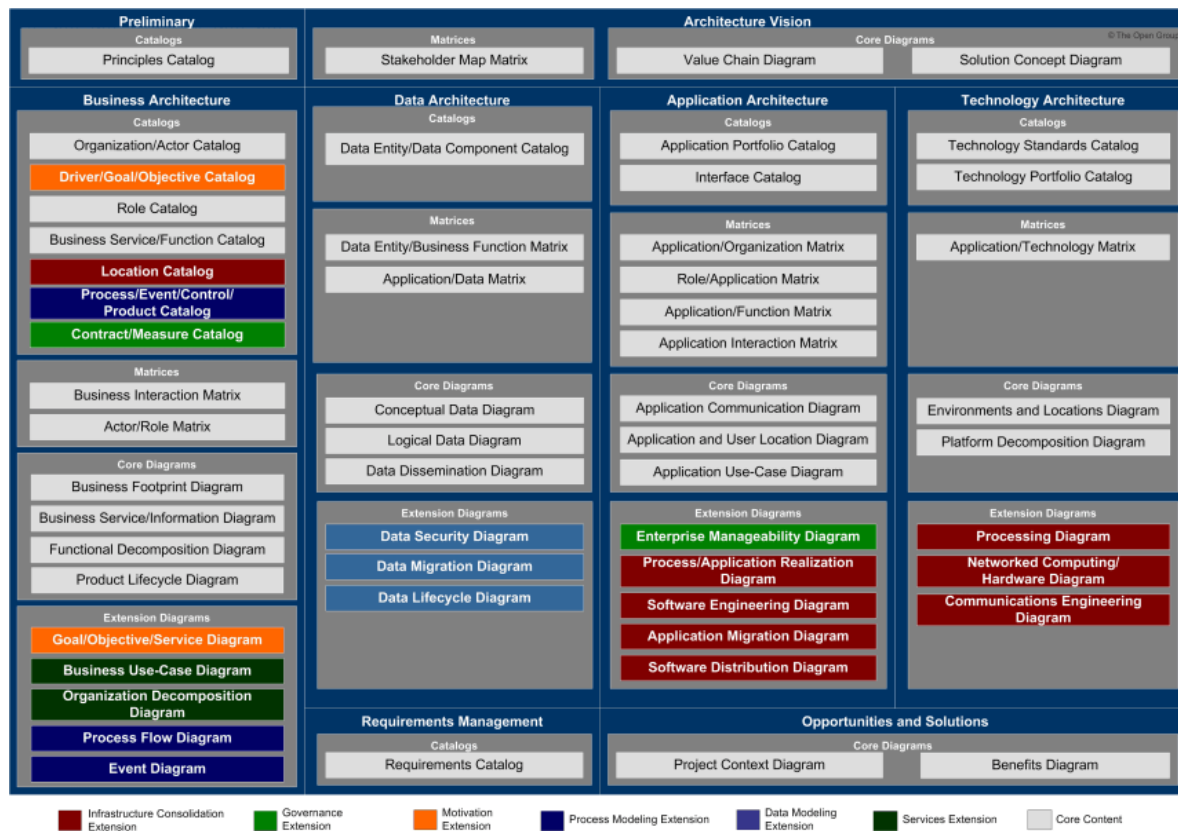 Preliminary
Catalogs
Principles Catalog
Architecture Vision
Matrices
Stakeholder Map Matrix
Core Diagrams
© The Open Group
Value Chain Diagram
Solution Concept Diagram
Business Architecture
Catalogs
Organization/Actor Catalog
Driver/Goal/Objective Catalog
Role Catalog
Business Service/Function Catalog
Location Catalog
Process/Event/Control/
Product Catalog
Contract/Measure Catalog
Matrices
Business Interaction Matrix
Actor/Role Matrix
Core Diagrams
Business Footprint Diagram
Business Service/Information Diagram
Functional Decomposition Diagram
Product Lifecycle Diagram
Extension Diagrams
Goal/Objective/Service Diagram
Business Use-Case Diagram
Organization Decomposition
Diagram
Process Flow Diagram
Event Diagram
Data Architecture
Catalogs
Data Entity/Data Component Catalog
Matrices
Data Entity/Business Function Matrix
Application/Data Matrix
Core Diagrams
Conceptual Data Diagram
Logical Data Diagram
Data Dissemination Diagram
Extension Diagrams
Data Security Diagram
Data Migration Diagram
Data Lifecycle Diagram
Application Architecture
Catalogs
Application Portfolio Catalog
Interface Catalog
Matrices
Application/Organization Matrix
Role/Application Matrix
Application/Function Matrix
Application Interaction Matrix
Core Diagrams
Application Communication Diagram
Application and User Location Diagram
Application Use-Case Diagram
Extension Diagrams
Enterprise Manageability Diagram
Process/Application Realization
Diagram
Software Engineering Diagram
Application Migration Diagram
Software Distribution Diagram
Technology Architecture
Catalogs
Technology Standards Catalog
Technology Portfolio Catalog
Matrices
Application/Technology Matrix
Core Diagrams
Environments and Locations Diagram
Platform Decomposition Diagram
Extension Diagrams
Processing Diagram
Networked Computing/
Hardware Diagram
Communications Engineering
Diagram
Requirements Management
Catalogs
Requirements Catalog
Opportunities and Solutions
Core Diagrams
Project Context Diagram
Benefits Diagram
Infrastructure Consolidation
Extension
Governance
Extension
Motivation
Extension
Process Modeling Extension
Data Modeling
Extension
Services Extension
Core Content